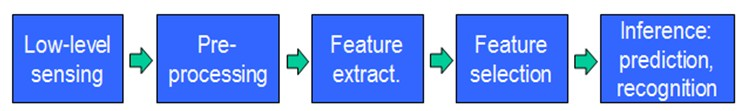 Low-level
sensing
Pre-
processing
Feature
extract.
Feature
selection
Inference:
prediction,
recognition